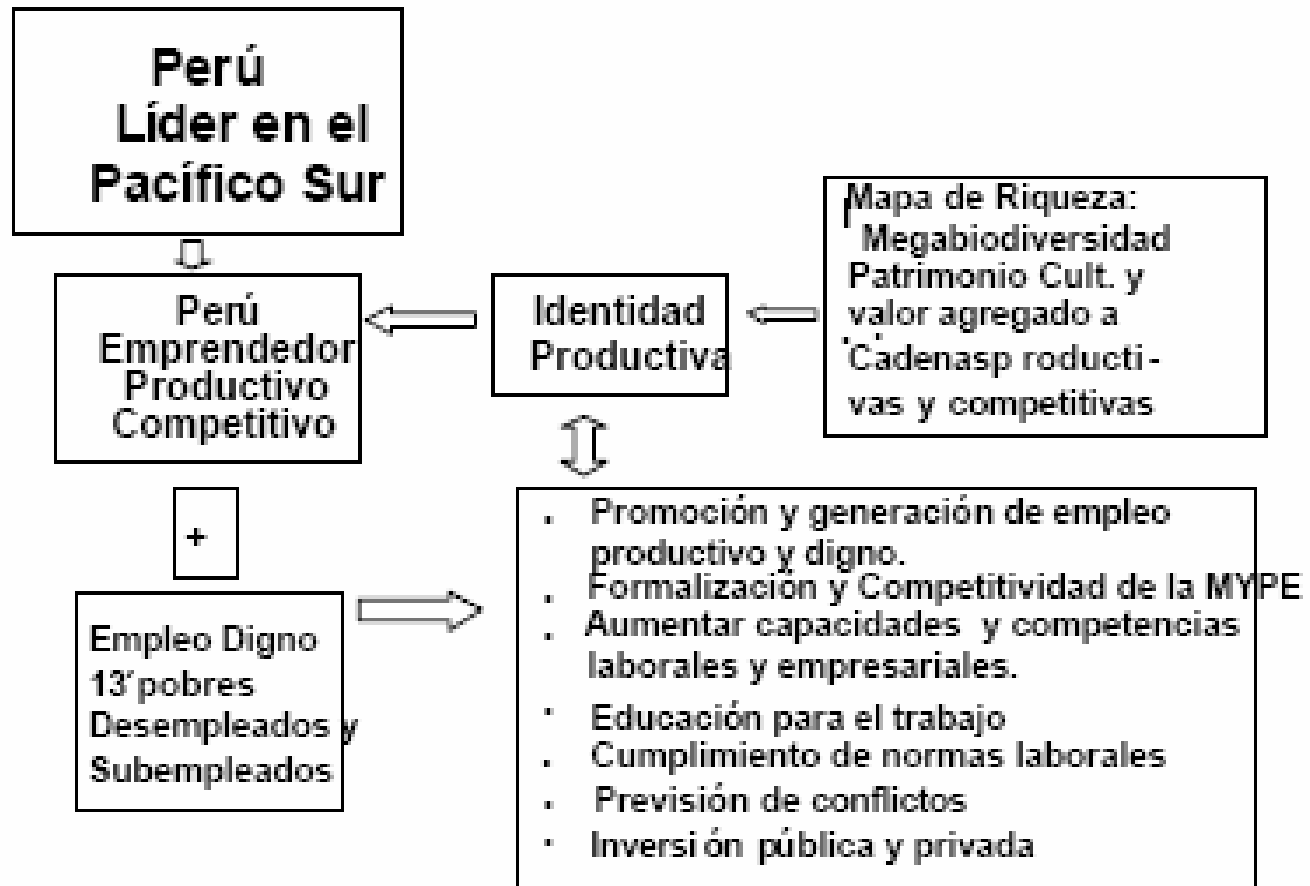 Perú
Líder en el
Pacífico Sur
Mapa de Riqueza:
Megabiodiversidad
Patrimonio Cult. y
valor agregado a
Cadenasp roducti-
vas y competitivas
Identidad
Productiva
Perú
Emprendedor
Productivo
Competitivo
+
Empleo Digno
13´pobres
Desempleados y
Subempleados
. Promoción y generación de empleo
productivo y digno.
. Formalización y Competitividad de la MYPE
. Aumentar capacidades y competencias
laborales y empresariales.
· Educación para el trabajo
. Cumplimiento de normas laborales
· Previsión de conflictos
· Inversión pública y privada